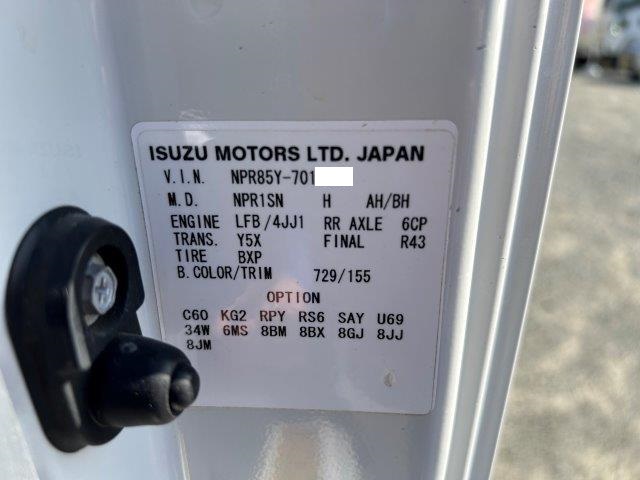 ISUZU MOTORS LTD. JAPAN
V.I.N. NPR85Y-701
M.D. NPR1SN H AH/BH
ENGINE LFB/4JJ1 RR AXLE 6CP
TRANS. Y5X FINAL R43
TIRE BXP
B.COLOR/TRIM 729/155
OPTION
C60 KG2 RPY RS6 SAY U69
34W 6MS 8BM 8BX 8GJ 8JJ
8JM